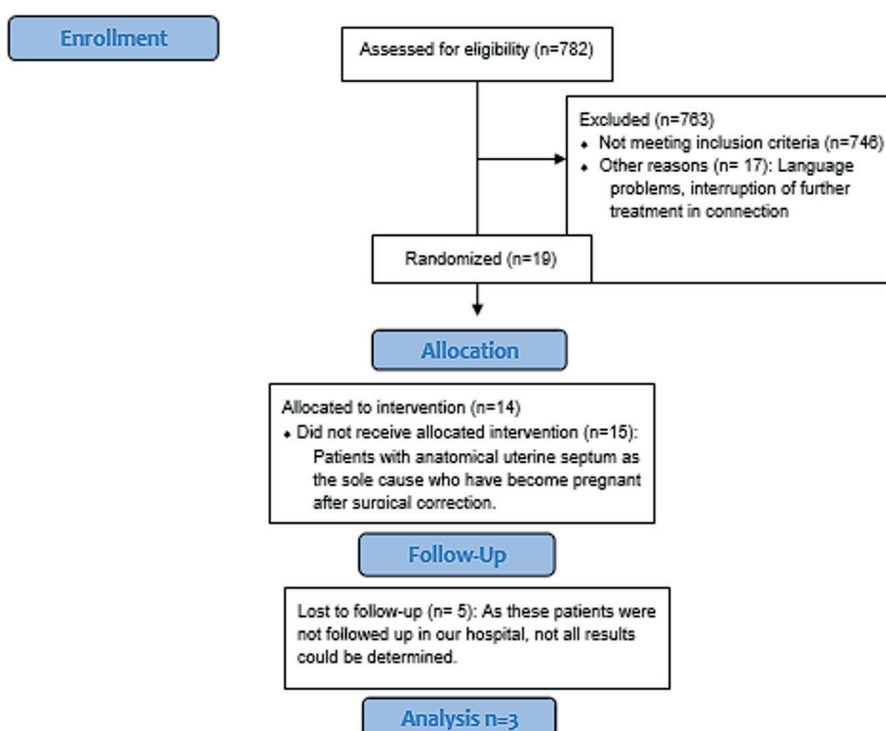 Enrollment
Assessed for eligibility (n=782)
Excluded (n=763)
⬧ Not meeting inclusion criteria (n=746)
⬧ Other reasons (n= 17): Language
problems, interruption of further
treatment in connection
Randomized (n=19)
Allocation
Allocated to intervention (n=14)
⬧ Did not receive allocated intervention (n=15):
Patients with anatomical uterine septum as
the sole cause who have become pregnant
after surgical correction.
Follow-Up
Lost to follow-up (n= 5): As these patients were
not followed up in our hospital, not all results
could be determined.
Analysis n=3